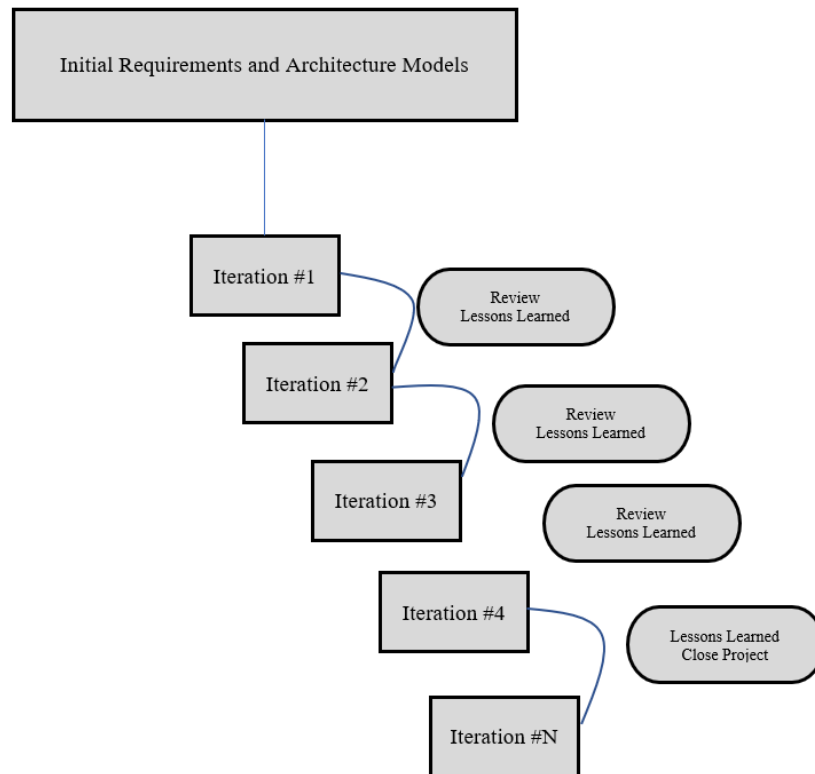 Initial Requirements and Architecture Models
Iteration #1
Review
Lessons Learned
Iteration #2
Review
Lessons Learned
Iteration #3
Review
Lessons Learned
Iteration #4
Lessons Learned
Close Project
Iteration #N